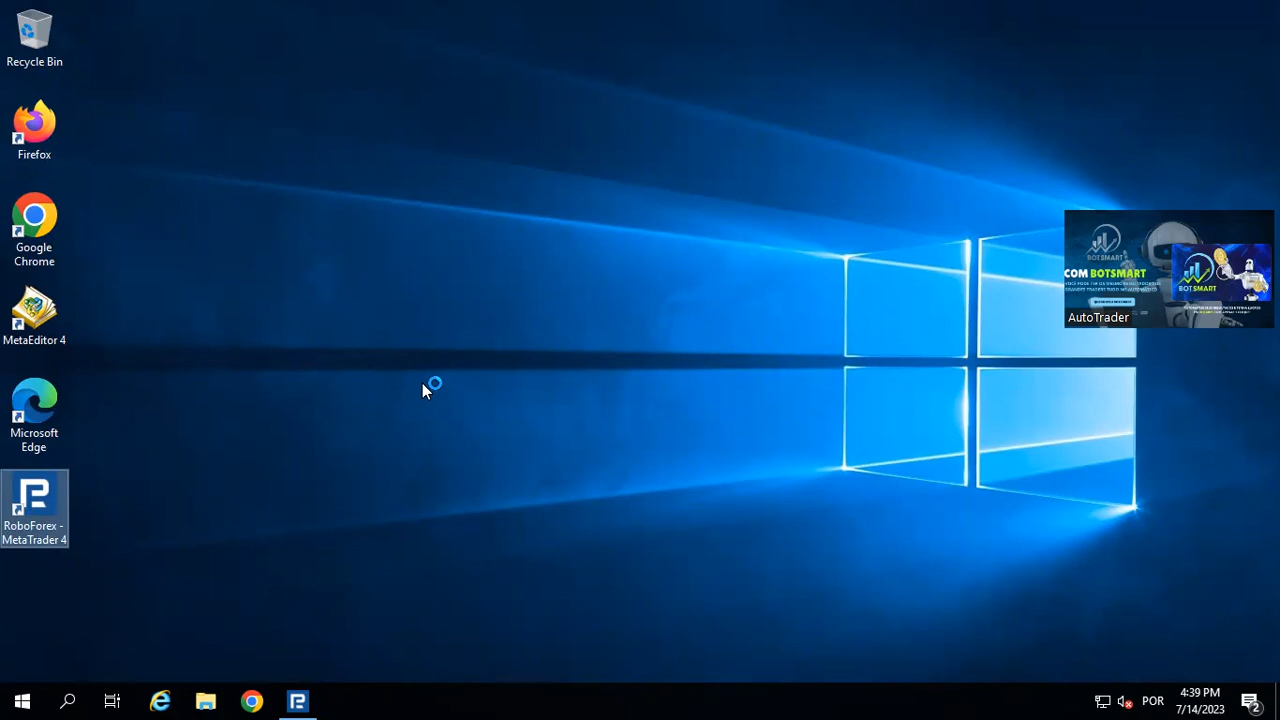 Recycle Bin
Firefox
Google
Chrome
MetaEditor 4
Microsoft
Edge
RoboForex -
MetaTrader 4
BOTSMART
COM BOTSMART
BOTSMART
AutoTrader
POR
4:39 PM
7/14/2023
2